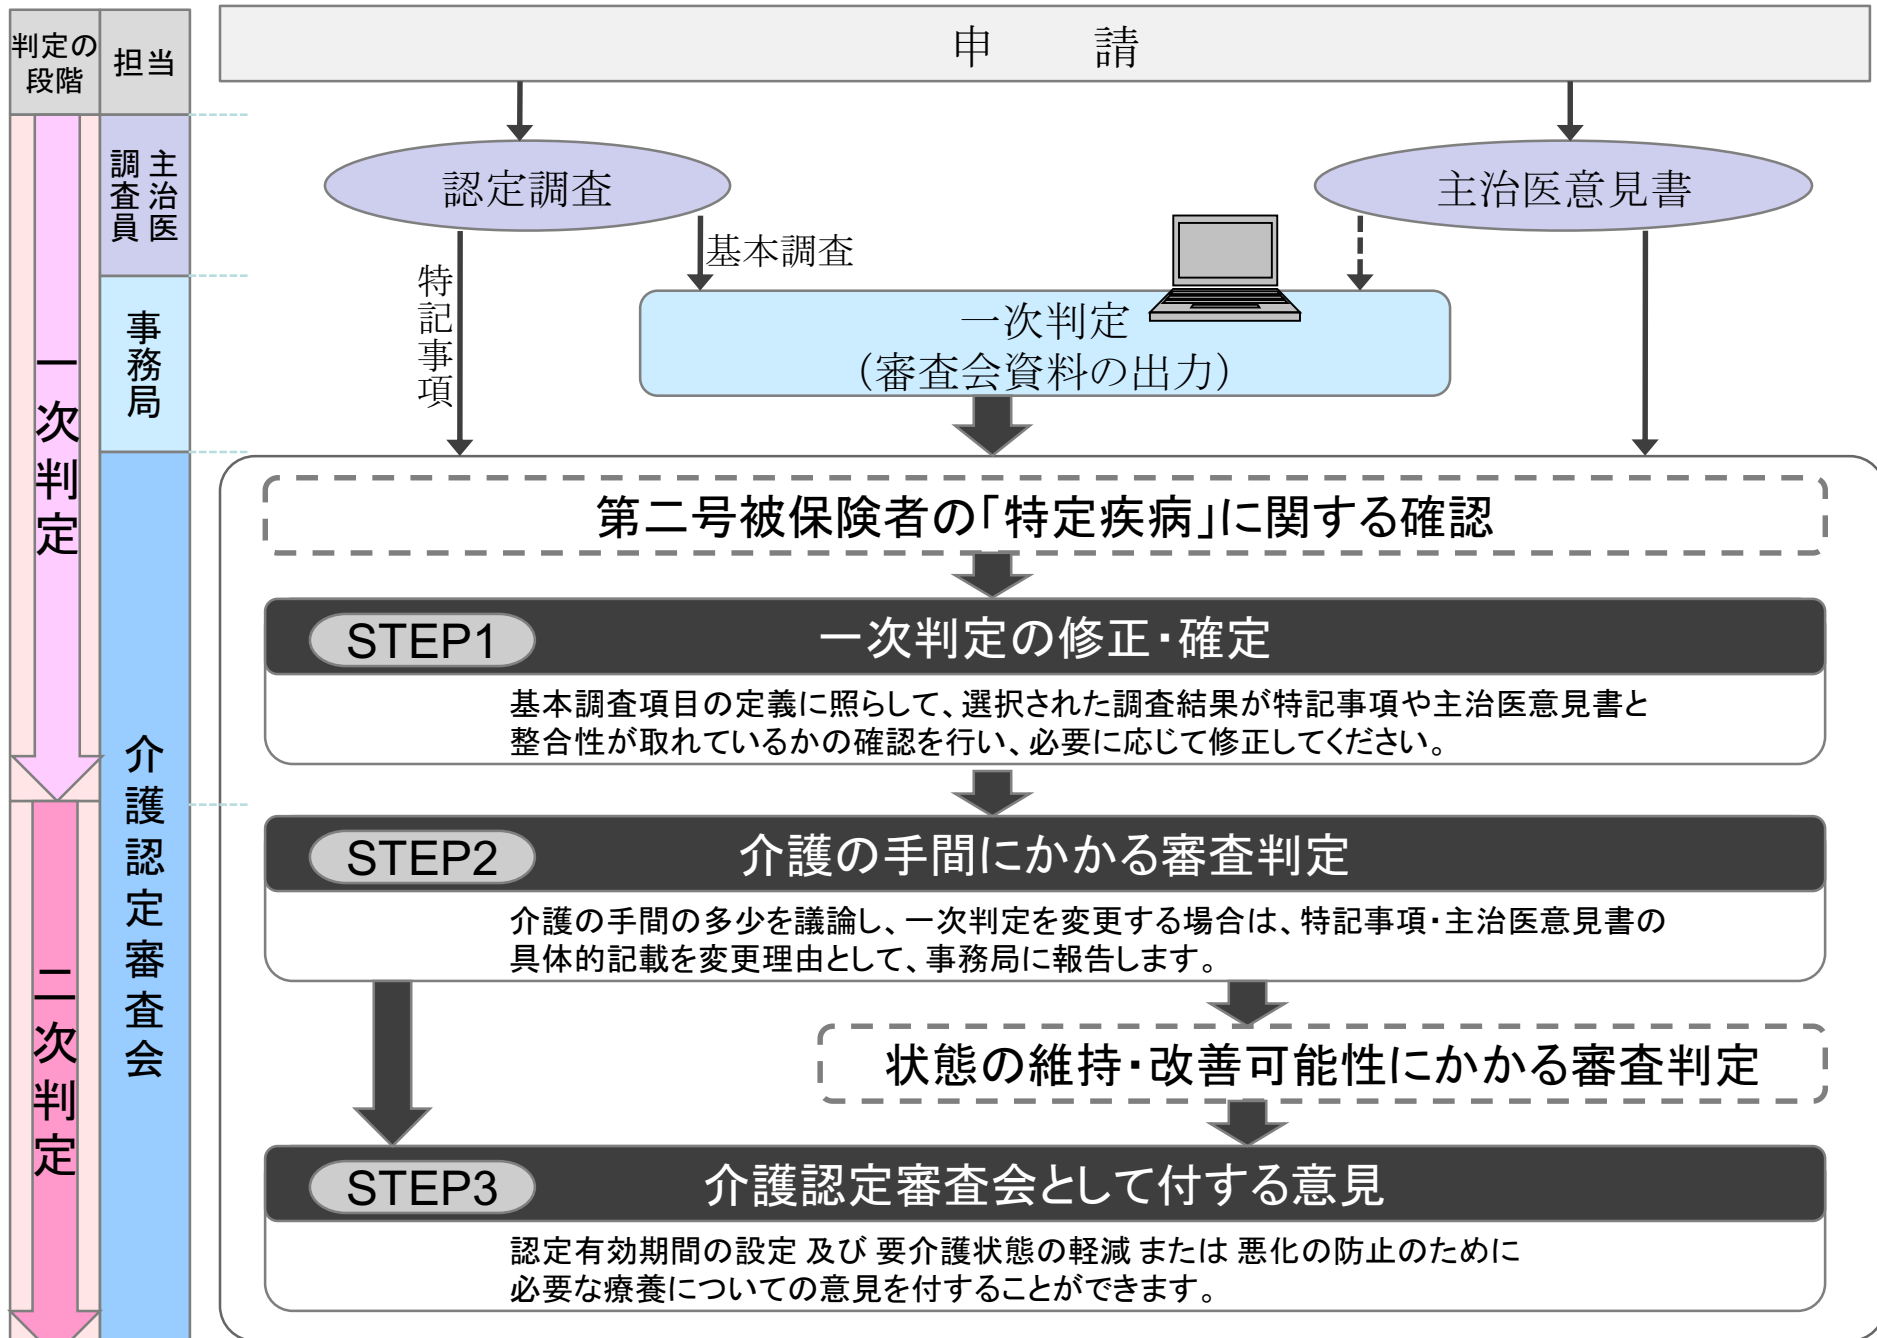 判定の
段階
担当
申　請
調査員
主治医
認定調査
主治医意見書
基本調査
特記事項
事務局
一次判定
（審査会資料の出力）
一次判定
第二号被保険者の「特定疾病」に関する確認
STEP1
一次判定の修正・確定
基本調査項目の定義に照らして、選択された調査結果が特記事項や主治医意見書と
整合性が取れているかの確認を行い、必要に応じて修正してください。
介護認定審査会
STEP2
介護の手間にかかる審査判定
介護の手間の多少を議論し、一次判定を変更する場合は、特記事項・主治医意見書の
具体的記載を変更理由として、事務局に報告します。
二次判定
状態の維持・改善可能性にかかる審査判定
STEP3
介護認定審査会として付する意見
認定有効期間の設定 及び 要介護状態の軽減 または 悪化の防止のために
必要な療養についての意見を付することができます。